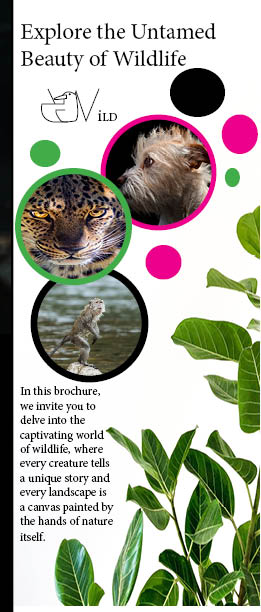 Explore the Untamed
Beauty of Wildlife
iLD
In this brochure,
we invite you to
delve into the
captivating world
of wildlife, where
every creature tells
a unique story and
every landscape is
a canvas painted by
the hands of nature
itself.